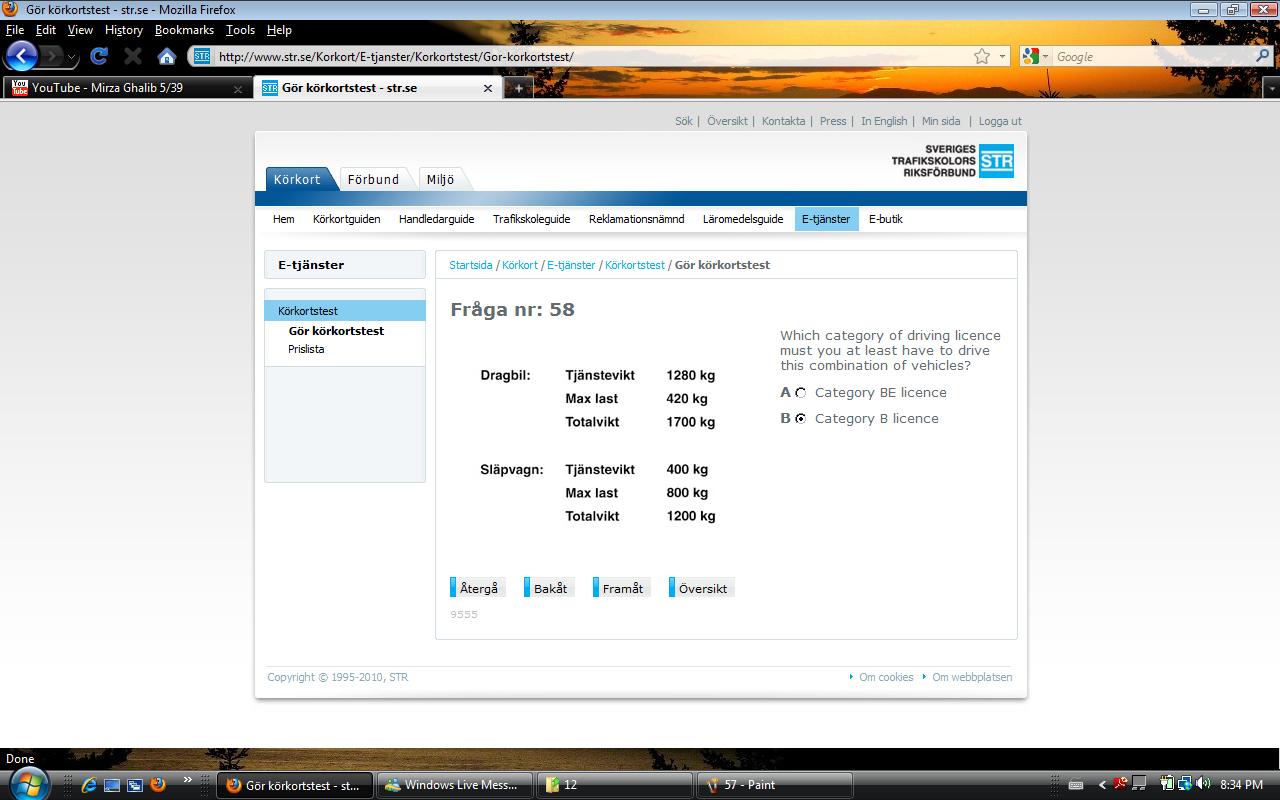 Gör körkortstest - str.se - Mozilla Firefox
File Edit View History Bookmarks Tools Help
STR http://www.str.se/Korkort/E-tjanster/Korkortstest/Gor-korkortstest/ Google
You Tube YouTube - Mirza Ghalib 5/39 STR Gör körkortstest - str.se
Sök | Översikt | Kontakta | Press | In English | Min sida | Logga ut
SVERIGES
TRAFIKSKOLORS STR
RIKSFÖRBUND
Körkort Förbund Miljö
Hem Körkortguiden Handledarguide Trafikskoleguide Reklamationsnämnd Läromedelsguide E-tjänster E-butik
E-tjänster
Körkortstest
Gör körkortstest
Prislista
Startsida / Körkort / E-tjänster / Körkortstest / Gör körkortstest
Fråga nr: 58
Dragbil: Tjänstevikt 1280 kg
Max last 420 kg
Totalvikt 1700 kg
Släpvagn: Tjänstevikt 400 kg
Max last 800 kg
Totalvikt 1200 kg
Which category of driving licence
must you at least have to drive
this combination of vehicles?
A Category BE licence
B Category B licence
Återgå Bakåt Framåt Översikt
9555
Copyright © 1995-2010, STR Om cookies Om webbplatsen
Done
Gör körkortstest - st... Windows Live Mess... 12 57 - Paint 8:34 PM